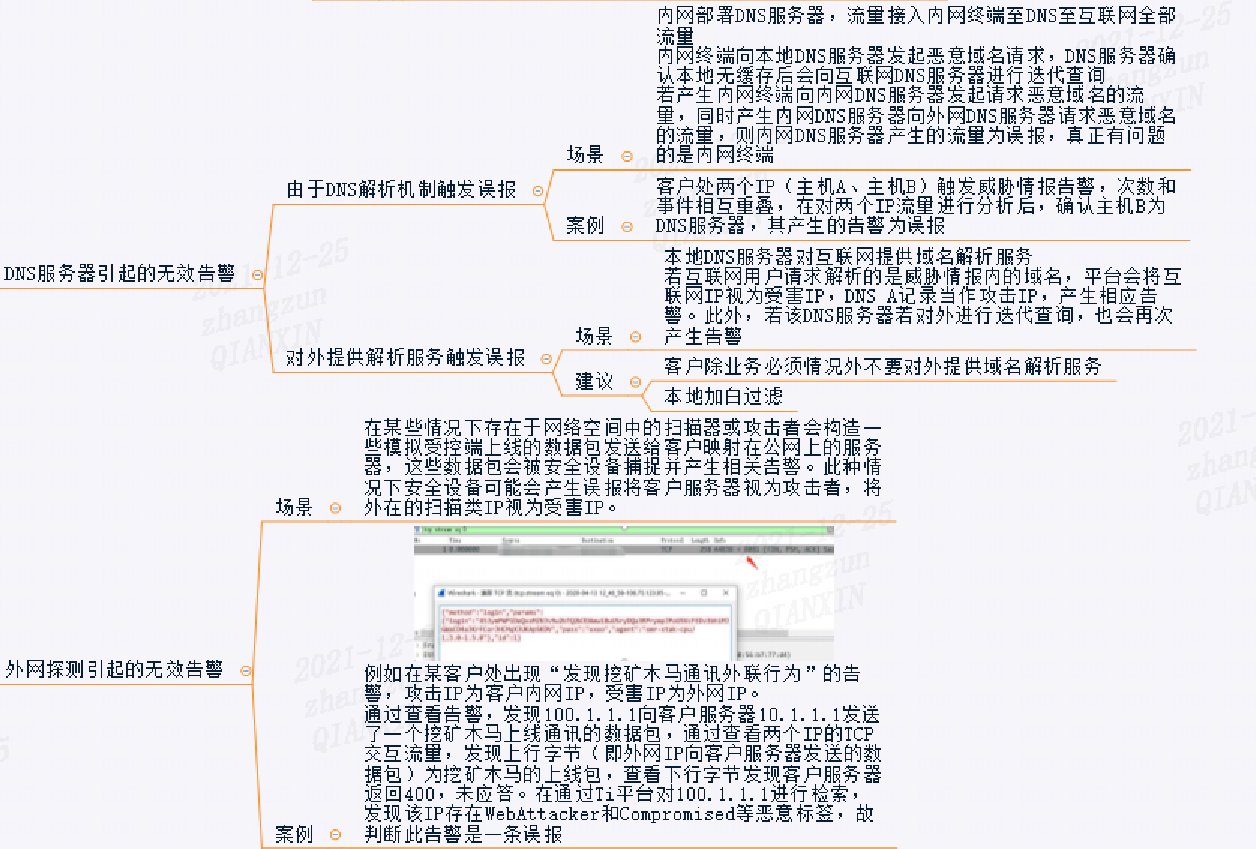 内网部署DNS服务器，流量接入内网终端至DNS至互联网全部
流量
内网终端向本地DNS服务器发起恶意域名请求，DNS服务器确
认本地无缓存后会向互联网DNS服务器进行迭代查询
若产生内网终端向内网DNS服务器发起请求恶意域名的流
量，同时产生内网DNS服务器向外网DNS服务器请求恶意域名
的流量，则内网DNS服务器产生的流量为误报，真正有问题
的是内网终端
场景
由于DNS解析机制触发误报
客户处两个IP（主机A、主机B）触发威胁情报告警，次数和
事件相互重叠，在对两个IP流量进行分析后，确认主机B为
DNS服务器，其产生的告警为误报
案例
DNS服务器引起的无效告警
本地DNS服务器对互联网提供域名解析服务
若互联网用户请求解析的是威胁情报内的域名，平台会将互
联网IP视为受害IP，DNS A记录当作攻击IP，产生相应告
警。此外，若该DNS服务器若对外进行迭代查询，也会再次
产生告警
场景
对外提供解析服务触发误报
建议
客户除业务必须情况外不要对外提供域名解析服务
本地加白过滤
在某些情况下存在于网络空间中的扫描器或攻击者会构造一
些模拟受控端上线的数据包发送给客户映射在公网上的服务
器，这些数据包会被安全设备捕捉并产生相关告警。此种情
况下安全设备可能会产生误报将客户服务器视为攻击者，将
外在的扫描类IP视为受害IP。
场景
外网探测引起的无效告警
例如在某客户处出现“发现挖矿木马通讯外联行为”的告
警，攻击IP为客户内网IP，受害IP为外网IP。
通过查看告警，发现100.1.1.1向客户服务器10.1.1.1发送
了一个挖矿木马上线通讯的数据包，通过查看两个IP的TCP
交互流量，发现上行字节（即外网IP向客户服务器发送的数
据包）为挖矿木马的上线包，查看下行字节发现客户服务器
返回400，未应答。在通过Ti平台对100.1.1.1进行检索，
发现该IP存在WebAttacker和Compromised等恶意标签，故
判断此告警是一条误报
案例
2021-12-25
zhangzun
QIANXIN